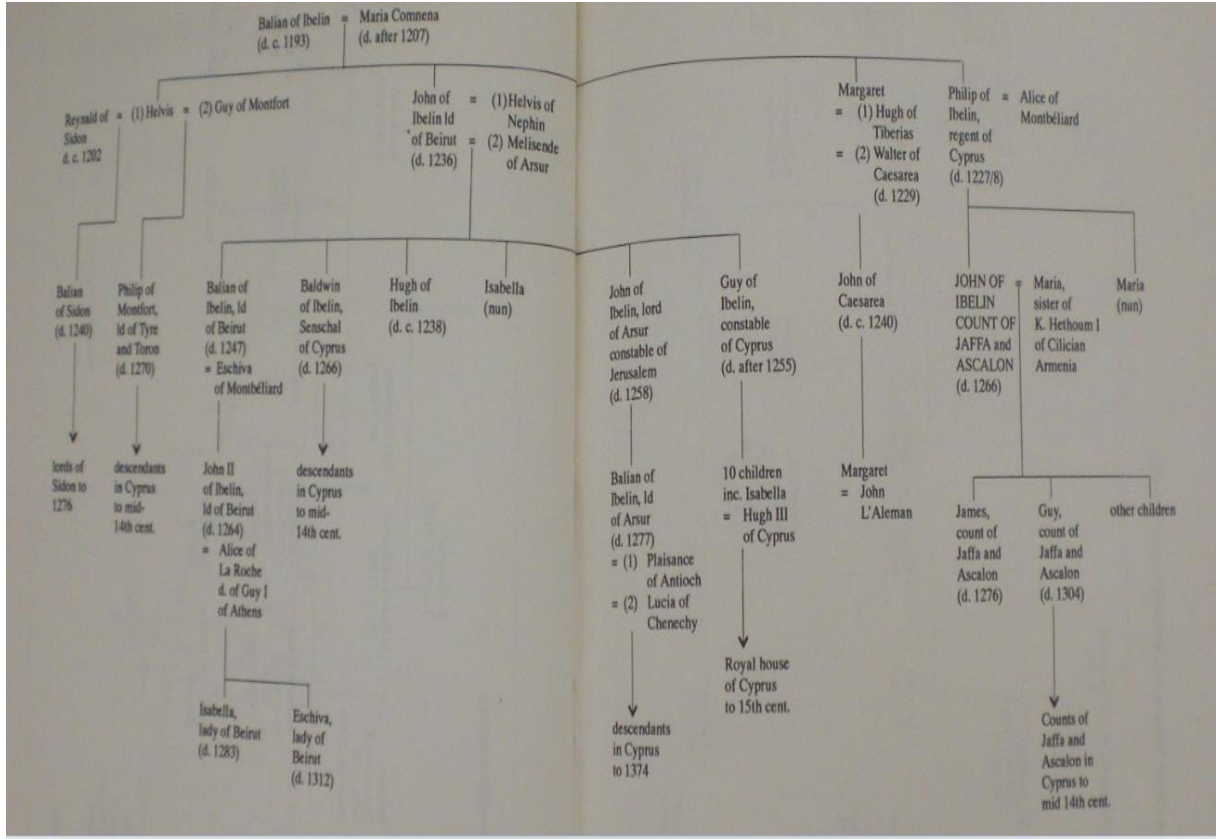 Balian of Ibelin = Maria Comnena
(d. c. 1193)
(d. after 1207)
Reynald of = (1) Helvis = (2) Guy of Montfort
Sidon
d. c. 1202
John of = (1) Helvis of
Ibelin ld Nephin
of Beirut = (2) Melisende
(d. 1236) of Arsur
Margaret
= (1) Hugh of
Tiberias
= (2) Walter of
Caesarea
(d. 1229)
Philip of = Alice of
Ibelin, Montbéliard
regent of
Cyprus
(d. 1227/8)
Balian
of Sidon
(d. 1240)
Philip of
Montfort,
ld of Tyre
and Toron
(d. 1270)
Balian of
Ibelin, ld
of Beirut
(d. 1247)
= Eschiva
of Montbéliard
Baldwin
of Ibelin,
Senschal
of Cyprus
(d. 1266)
Hugh of
Ibelin
(d. c. 1238)
Isabella
(nun)
John of
Ibelin, lord
of Arsur
constable of
Jerusalem
(d. 1258)
Guy of
Ibelin,
constable
of Cyprus
(d. after 1255)
John of
Caesarea
(d. c. 1240)
JOHN OF = Maria,
IBELIN sister of
COUNT OF K. Hethoum I
JAFFA and of Cilician
ASCALON Armenia
(d. 1266)
Maria
(nun)
lords of
Sidon to
1276
descendants
in Cyprus
to mid-
14th cent.
John II
of Ibelin,
ld of Beirut
(d. 1264)
= Alice of
La Roche
d. of Guy I
of Athens
descendants
in Cyprus
to mid-
14th cent.
Balian of
Ibelin, ld
of Arsur
(d. 1277)
= (1) Plaisance
of Antioch
= (2) Lucia of
Chenechy
10 children
inc. Isabella
= Hugh III
of Cyprus
Margaret
= John
L'Aleman
James,
count of
Jaffa and
Ascalon
(d. 1276)
Guy,
count of
Jaffa and
Ascalon
(d. 1304)
other children
Isabella,
lady of Beirut
(d. 1283)
Eschiva,
lady of
Beirut
(d. 1312)
descendants
in Cyprus
to 1374
Royal house
of Cyprus
to 15th cent.
Counts of
Jaffa and
Ascalon in
Cyprus to
mid 14th cent.